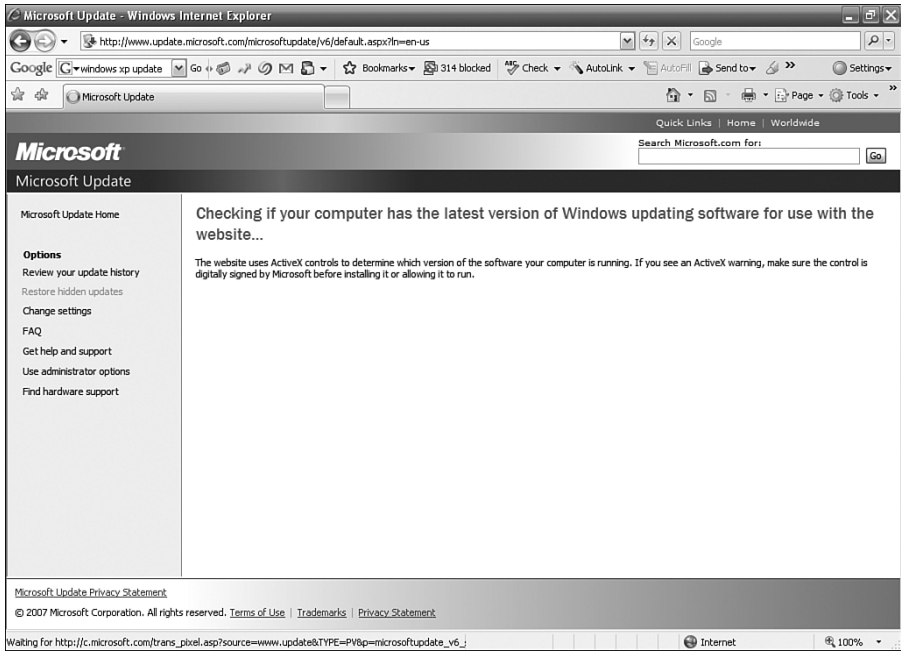 Microsoft Update - Windows Internet Explorer
http://www.update.microsoft.com/microsoftupdate/v6/default.aspx?ln=en-us
Google
Google G windows xp update Go Bookmarks 314 blocked Check AutoLink AutoFill Send to >> Settings
Microsoft Update
Page Tools >>
Quick Links | Home | Worldwide
Microsoft
Search Microsoft.com for:
Go
Microsoft Update
Microsoft Update Home
Options
Review your update history
Restore hidden updates
Change settings
FAQ
Get help and support
Use administrator options
Find hardware support
Checking if your computer has the latest version of Windows updating software for use with the
website...
The website uses ActiveX controls to determine which version of the software your computer is running. If you see an ActiveX warning, make sure the control is
digitally signed by Microsoft before installing it or allowing it to run.
Microsoft Update Privacy Statement
© 2007 Microsoft Corporation. All rights reserved. Terms of Use | Trademarks | Privacy Statement
Waiting for http://c.microsoft.com/trans_pixel.asp?source=www.update&TYPE=PV&p=microsoftupdate_v6_
Internet
100%